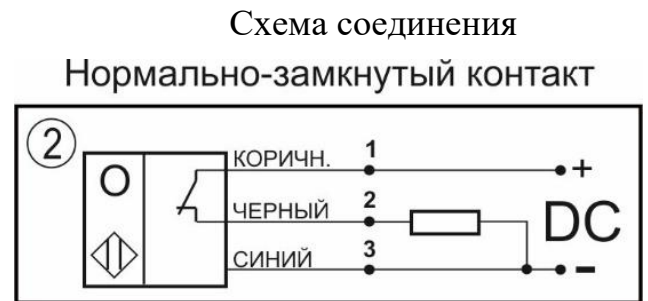 Схема соединения
Нормально-замкнутый контакт
2
КОРИЧН. 1 +
O
ЧЕРНЫЙ 2 DC
СИНИЙ 3 -